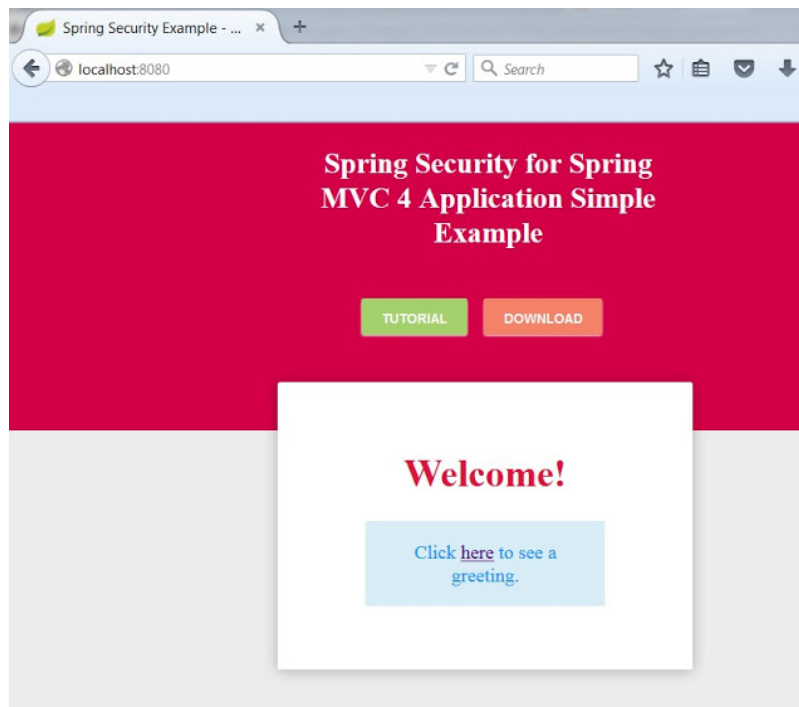 Spring Security Example - ...
localhost:8080
Search
Spring Security for Spring
MVC 4 Application Simple
Example
TUTORIAL
DOWNLOAD
Welcome!
Click here to see a
greeting.